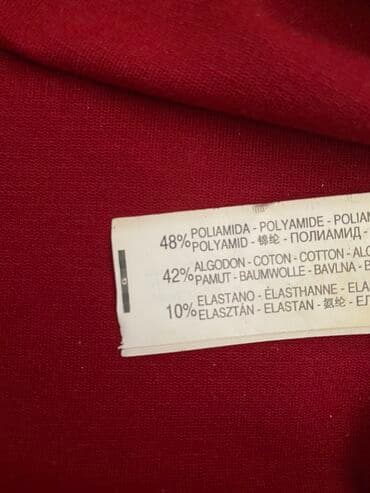 48% POLIAMIDA - POLYAMIDE - POLIAM
POLYAMID - 锦纶 - ПОЛИАМИД -
42% ALGODON - COTON - COTTON - ALG
PAMUT - BAUMWOLLE - BAVLNA - B
10% ELASTANO - ÉLASTHANNE - ELA
ELASZTÁN - ELASTAN - 氨纶 - ЕЛ